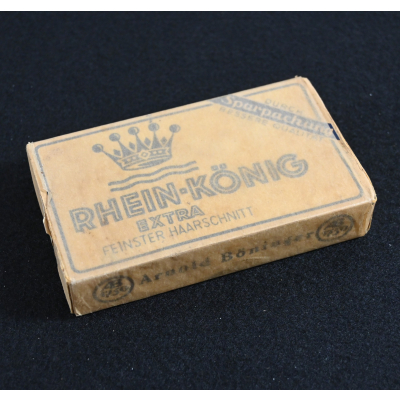 Sparpackung
RHEIN-KÖNIG
EXTRA
FEINSTER HAARSCHNITT
Arnold Böninger